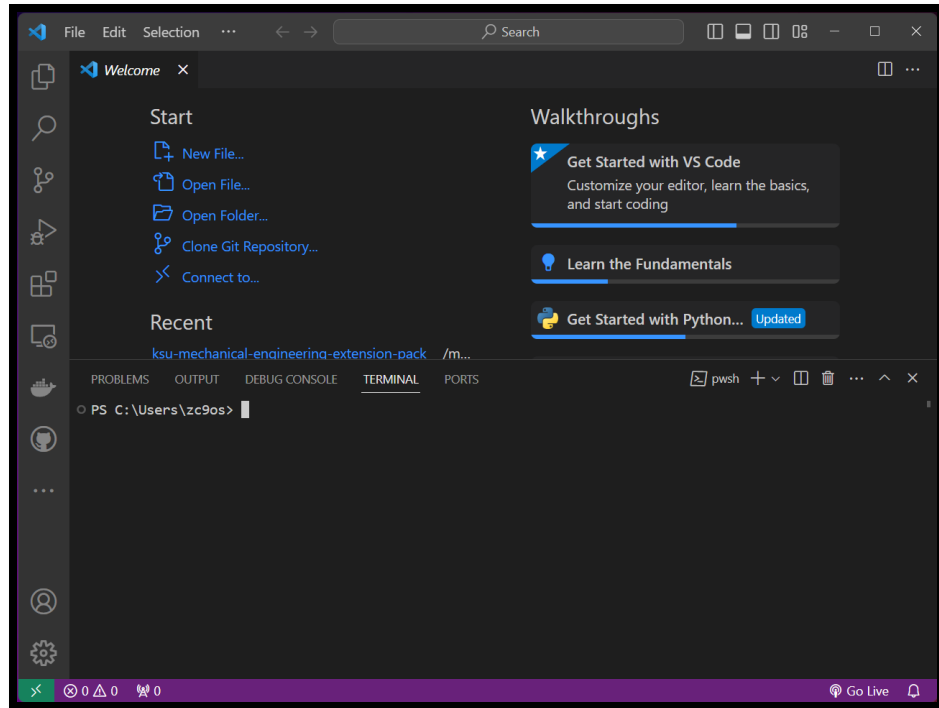 File Edit Selection ··· Search
Welcome
Start
New File...
Open File...
Open Folder...
Clone Git Repository...
Connect to...
Recent
ksu-mechanical-engineering-extension-pack /m...
Walkthroughs
Get Started with VS Code
Customize your editor, learn the basics,
and start coding
Learn the Fundamentals
Get Started with Python... Updated
PROBLEMS OUTPUT DEBUG CONSOLE TERMINAL PORTS pwsh
PS C:\Users\zc9os>
0 0 0 Go Live